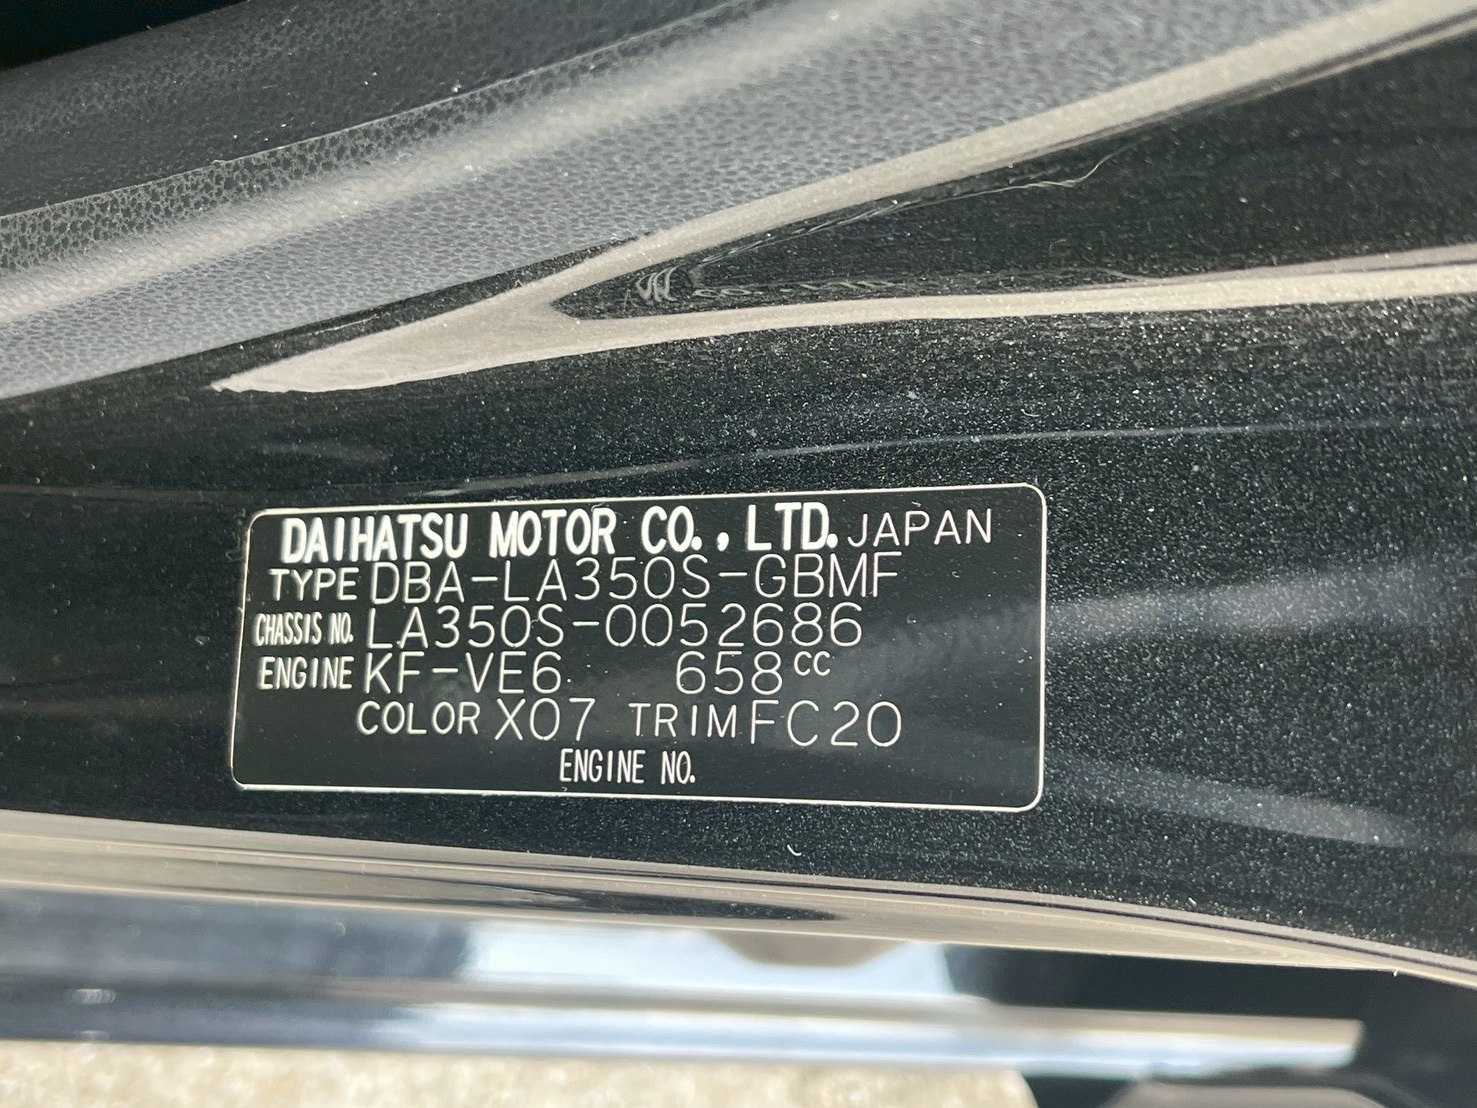 DAIHATSU MOTOR CO., LTD. JAPAN
TYPE DBA-LA350S-GBMF
CHASSIS NO. LA350S-0052686
ENGINE KF-VE6 658cc
COLOR X07 TRIM FC20
ENGINE NO.